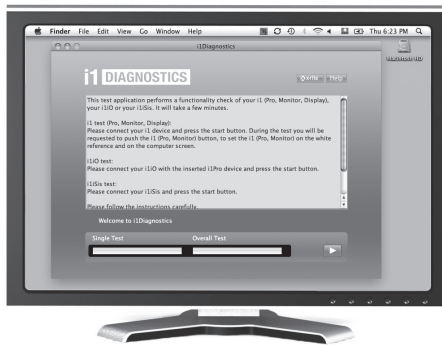 Finder File Edit View Go Window Help Thu 6:23 PM
i1Diagnostics
Macintosh HD
i1 DIAGNOSTICS
x-rite Help
This test application performs a functionality check of your i1 (Pro, Monitor, Display),
your i1iO or your i1iSis. It will take a few minutes.
i1 test (Pro, Monitor, Display):
Please connect your i1 device and press the start button. During the test you will be
requested to push the i1 (Pro, Monitor) button, to set the i1 (Pro, Monitor) on the white
reference and on the computer screen.
i1iO test:
Please connect your i1iO with the inserted i1Pro device and press the start button.
i1iSis test:
Please connect your i1iSis and press the start button.
Please follow the instructions carefully.
Welcome to i1Diagnostics
Single Test Overall Test